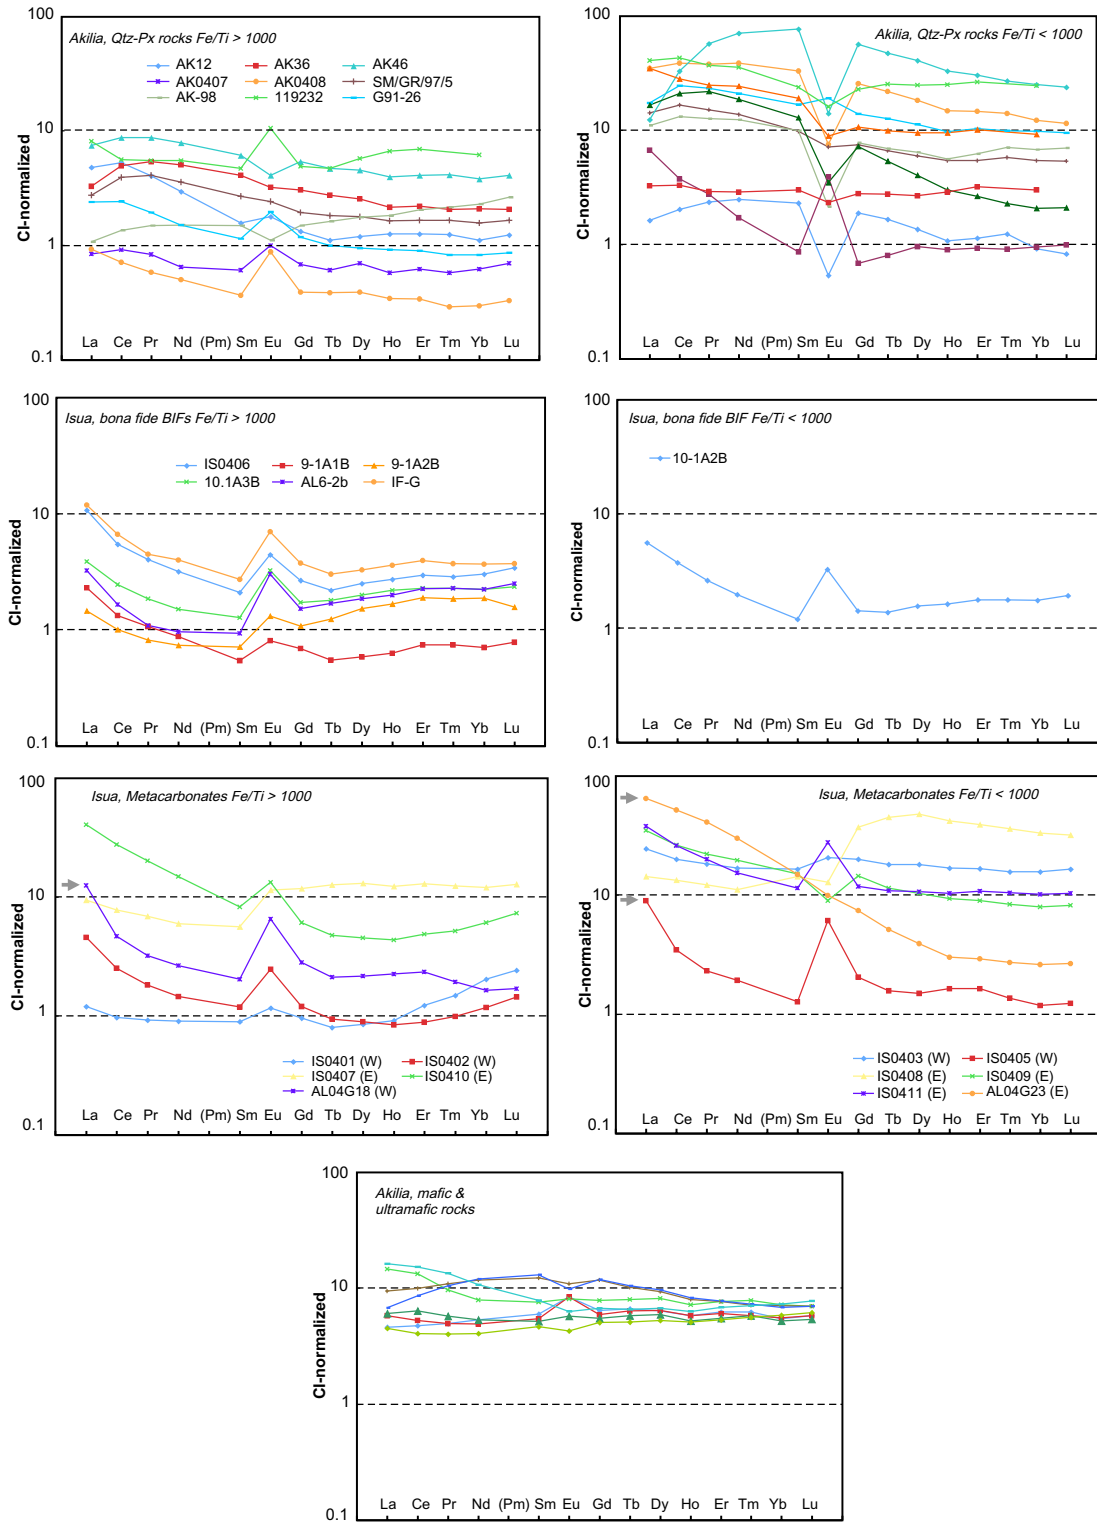 100
Akilia, Qtz-Px rocks Fe/Ti > 1000
AK12 AK36 AK46
AK0407 AK0408 SM/GR/97/5
AK-98 119232 G91-26
10
CI-normalized
1
La Ce Pr Nd (Pm) Sm Eu Gd Tb Dy Ho Er Tm Yb Lu
0.1
100
Akilia, Qtz-Px rocks Fe/Ti < 1000
10
CI-normalized
1
La Ce Pr Nd (Pm) Sm Eu Gd Tb Dy Ho Er Tm Yb Lu
0.1
100
Isua, bona fide BIFs Fe/Ti > 1000
IS0406 9-1A1B 9-1A2B
10.1A3B AL6-2b IF-G
10
CI-normalized
1
La Ce Pr Nd (Pm) Sm Eu Gd Tb Dy Ho Er Tm Yb Lu
0.1
100
Isua, bona fide BIF Fe/Ti < 1000
10-1A2B
10
CI-normalized
1
La Ce Pr Nd (Pm) Sm Eu Gd Tb Dy Ho Er Tm Yb Lu
0.1
100
Isua, Metacarbonates Fe/Ti > 1000
10
CI-normalized
1
IS0401 (W) IS0402 (W)
IS0407 (E) IS0410 (E)
AL04G18 (W)
La Ce Pr Nd (Pm) Sm Eu Gd Tb Dy Ho Er Tm Yb Lu
0.1
100
Isua, Metacarbonates Fe/Ti < 1000
10
CI-normalized
1
IS0403 (W) IS0405 (W)
IS0408 (E) IS0409 (E)
IS0411 (E) AL04G23 (E)
La Ce Pr Nd (Pm) Sm Eu Gd Tb Dy Ho Er Tm Yb Lu
0.1
100
Akilia, mafic &
ultramafic rocks
10
CI-normalized
1
La Ce Pr Nd (Pm) Sm Eu Gd Tb Dy Ho Er Tm Yb Lu
0.1